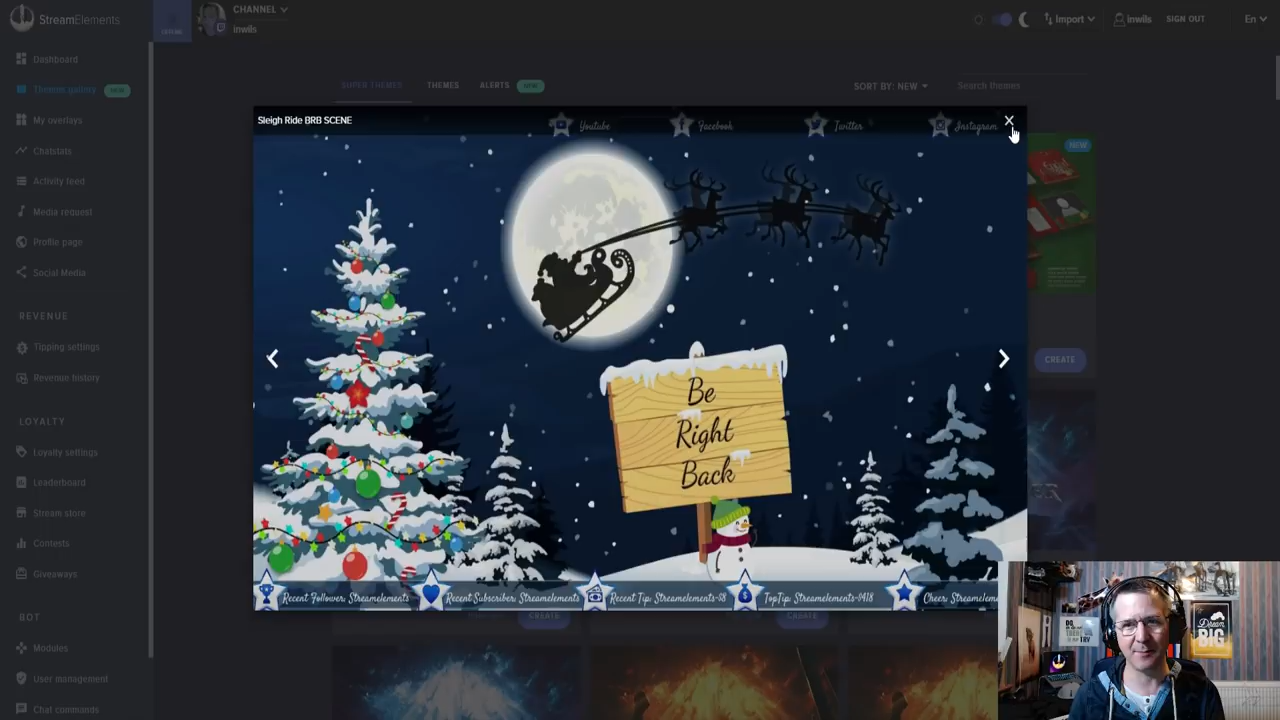 StreamElements
CHANNEL
inwils
Import
inwils
SIGN OUT
En
Dashboard
Themes gallery
NEW
My overlays
Chatstats
Activity feed
Media request
Profile page
Social Media
REVENUE
Tipping settings
Revenue history
LOYALTY
Loyalty settings
Leaderboard
Stream store
Contests
Giveaways
BOT
Modules
User management
Chat commands
SUPER THEMES
THEMES
ALERTS
NEW
SORT BY: NEW
Search themes
Sleigh Ride BRB SCENE
Youtube
Facebook
Twitter
Instagram
NEW
Be
Right
Back
CREATE
Recent Follower: Streamelements
Recent Subscriber: Streamelements
Recent Tip: Streamelements-$8
TopTip: Streamelements-$418
Cheer: Streamelem
CREATE
CREATE
Dream
BIG